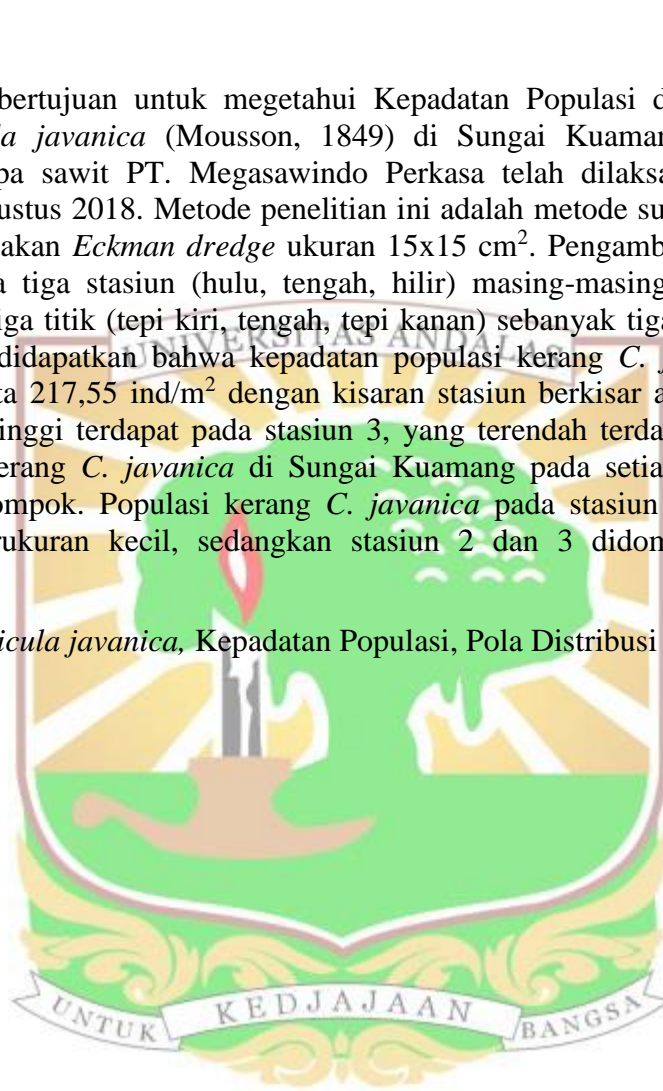 bertujuan untuk megetahui Kepadatan Populasi d
la javanica (Mousson, 1849) di Sungai Kuaman
pa sawit PT. Megasawindo Perkasa telah dilaksa
ustus 2018. Metode penelitian ini adalah metode su
akan Eckman dredge ukuran 15x15 cm². Pengamb
a tiga stasiun (hulu, tengah, hilir) masing-masing
iga titik (tepi kiri, tengah, tepi kanan) sebanyak tiga
didapatkan bahwa kepadatan populasi kerang C. j
ta 217,55 ind/m² dengan kisaran stasiun berkisar a
inggi terdapat pada stasiun 3, yang terendah terda
erang C. javanica di Sungai Kuamang pada setia
ompok. Populasi kerang C. javanica pada stasiun
rukuran kecil, sedangkan stasiun 2 dan 3 didom
icula javanica, Kepadatan Populasi, Pola Distribusi
UNIVERSITAS ANDALAS
UNTUK KEDJAJAAN BANGSA